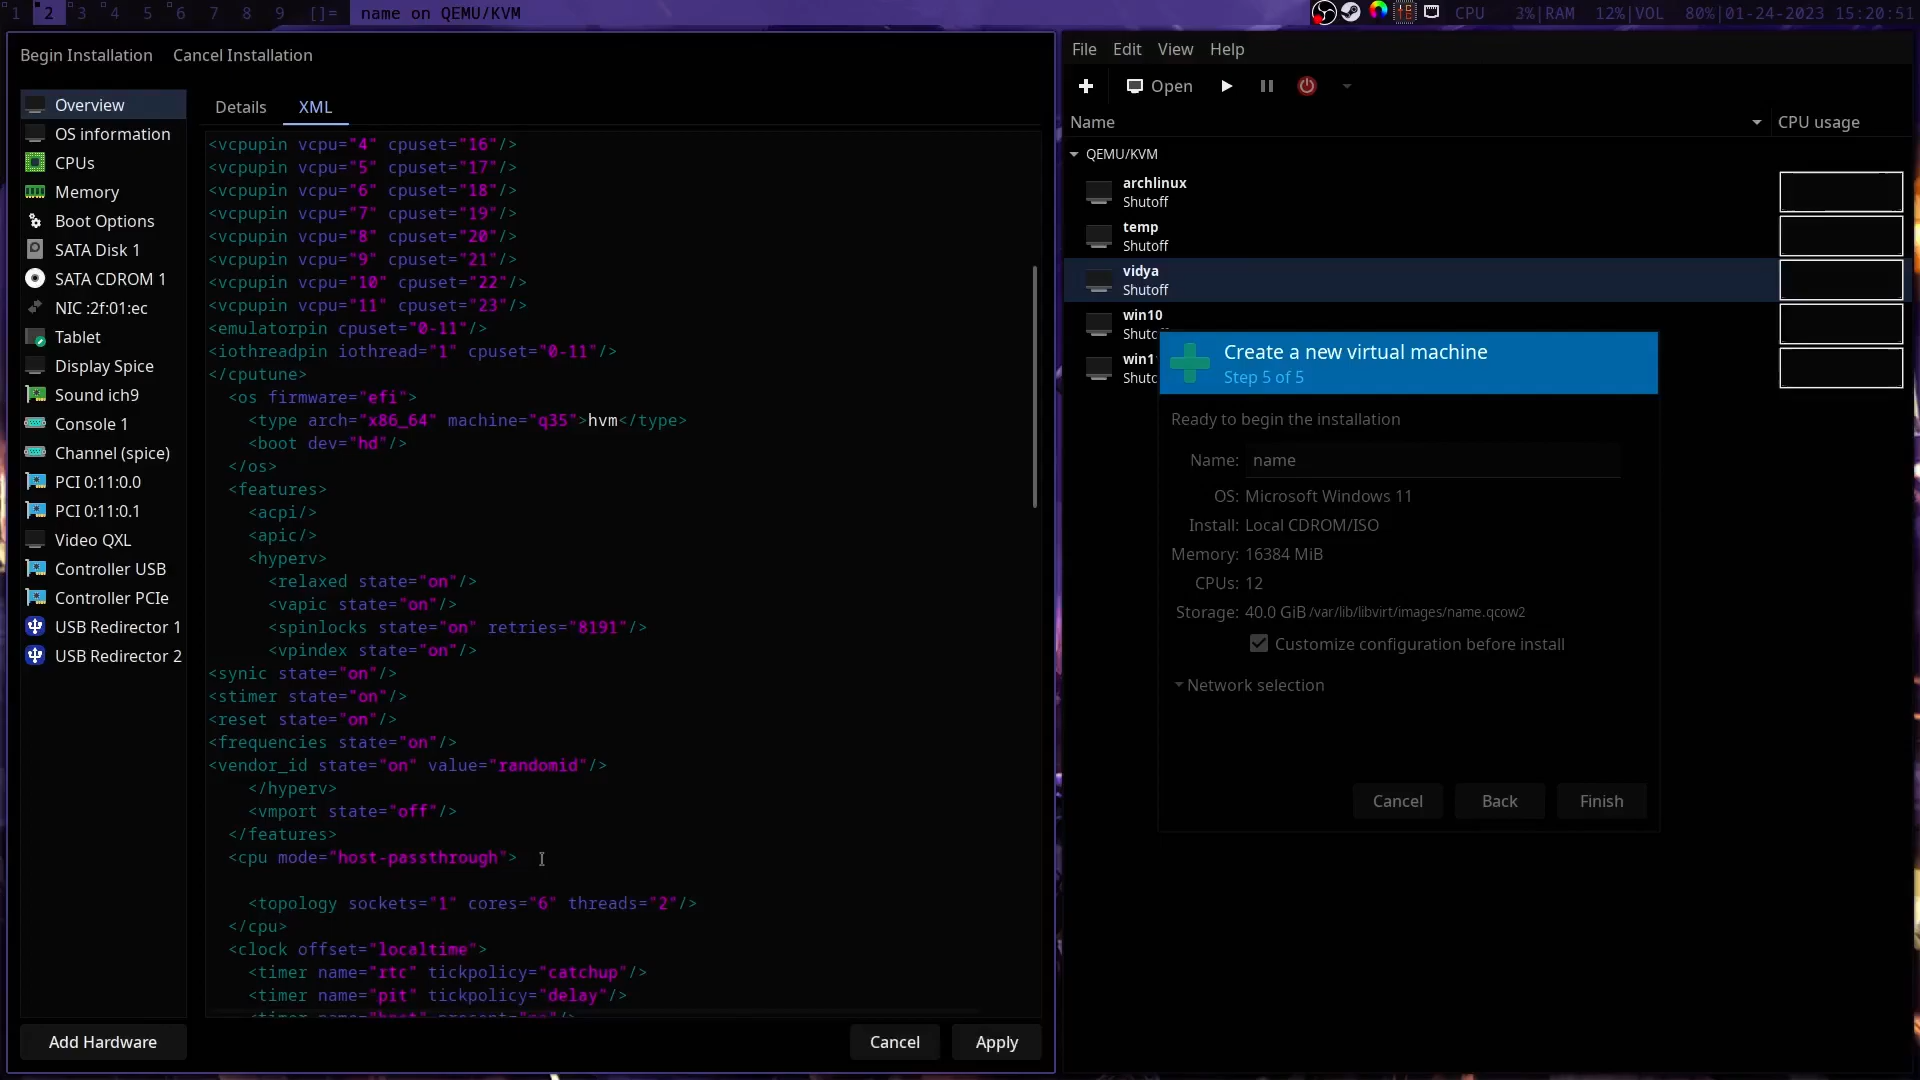 1 2 3 4 5 6 7 8 9 []= name on QEMU/KVM
CPU 3%|RAM 12%|VOL 80%|01-24-2023 15:20:51
Begin Installation Cancel Installation
Overview
OS information
CPUs
Memory
Boot Options
SATA Disk 1
SATA CDROM 1
NIC :2f:01:ec
Tablet
Display Spice
Sound ich9
Console 1
Channel (spice)
PCI 0:11:0.0
PCI 0:11:0.1
Video QXL
Controller USB
Controller PCIe
USB Redirector 1
USB Redirector 2
Add Hardware
Details XML
<vcpupin vcpu="4" cpuset="16"/>
<vcpupin vcpu="5" cpuset="17"/>
<vcpupin vcpu="6" cpuset="18"/>
<vcpupin vcpu="7" cpuset="19"/>
<vcpupin vcpu="8" cpuset="20"/>
<vcpupin vcpu="9" cpuset="21"/>
<vcpupin vcpu="10" cpuset="22"/>
<vcpupin vcpu="11" cpuset="23"/>
<emulatorpin cpuset="0-11"/>
<iothreadpin iothread="1" cpuset="0-11"/>
</cputune>
<os firmware="efi">
<type arch="x86_64" machine="q35">hvm</type>
<boot dev="hd"/>
</os>
<features>
<acpi/>
<apic/>
<hyperv>
<relaxed state="on"/>
<vapic state="on"/>
<spinlocks state="on" retries="8191"/>
<vpindex state="on"/>
<synic state="on"/>
<stimer state="on"/>
<reset state="on"/>
<frequencies state="on"/>
<vendor_id state="on" value="randomid"/>
</hyperv>
<vmport state="off"/>
</features>
<cpu mode="host-passthrough">
<topology sockets="1" cores="6" threads="2"/>
</cpu>
<clock offset="localtime">
<timer name="rtc" tickpolicy="catchup"/>
<timer name="pit" tickpolicy="delay"/>
Cancel Apply
File Edit View Help
Open
Name CPU usage
QEMU/KVM
archlinux
Shutoff
temp
Shutoff
vidya
Shutoff
win10
Create a new virtual machine
Step 5 of 5
Ready to begin the installation
Name: name
OS: Microsoft Windows 11
Install: Local CDROM/ISO
Memory: 16384 MiB
CPUs: 12
Storage: 40.0 GiB /var/lib/libvirt/images/name.qcow2
Customize configuration before install
Network selection
Cancel Back Finish